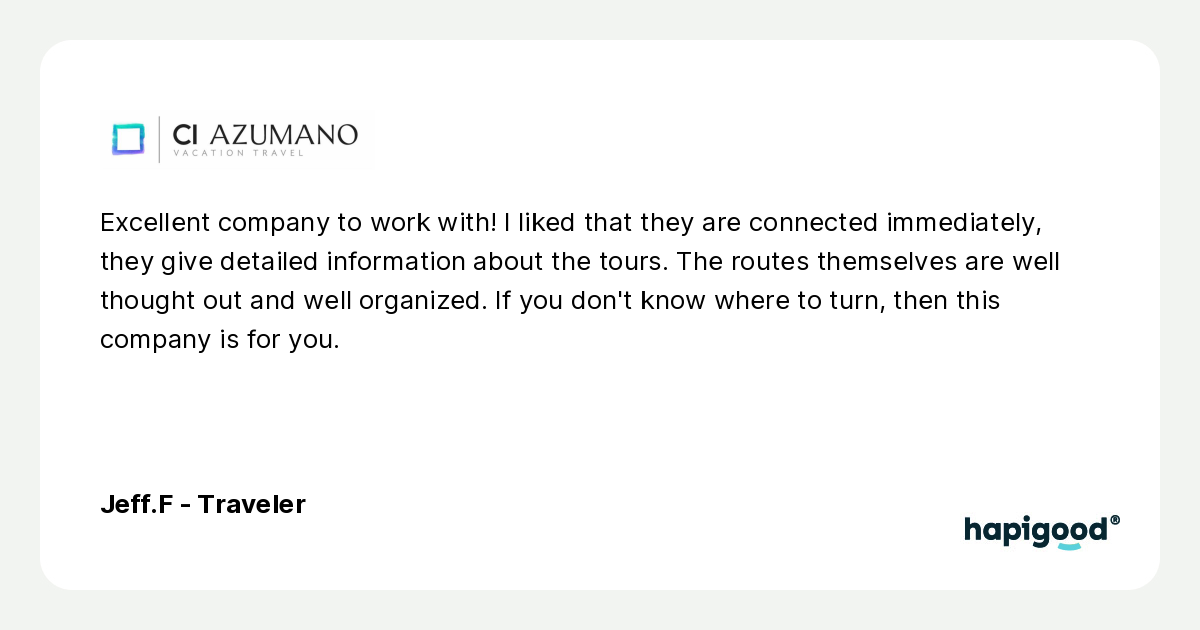 CI AZUMANO
VACATION TRAVEL
Excellent company to work with! I liked that they are connected immediately,
they give detailed information about the tours. The routes themselves are well
thought out and well organized. If you don't know where to turn, then this
company is for you.
Jeff.F - Traveler
hapigood®